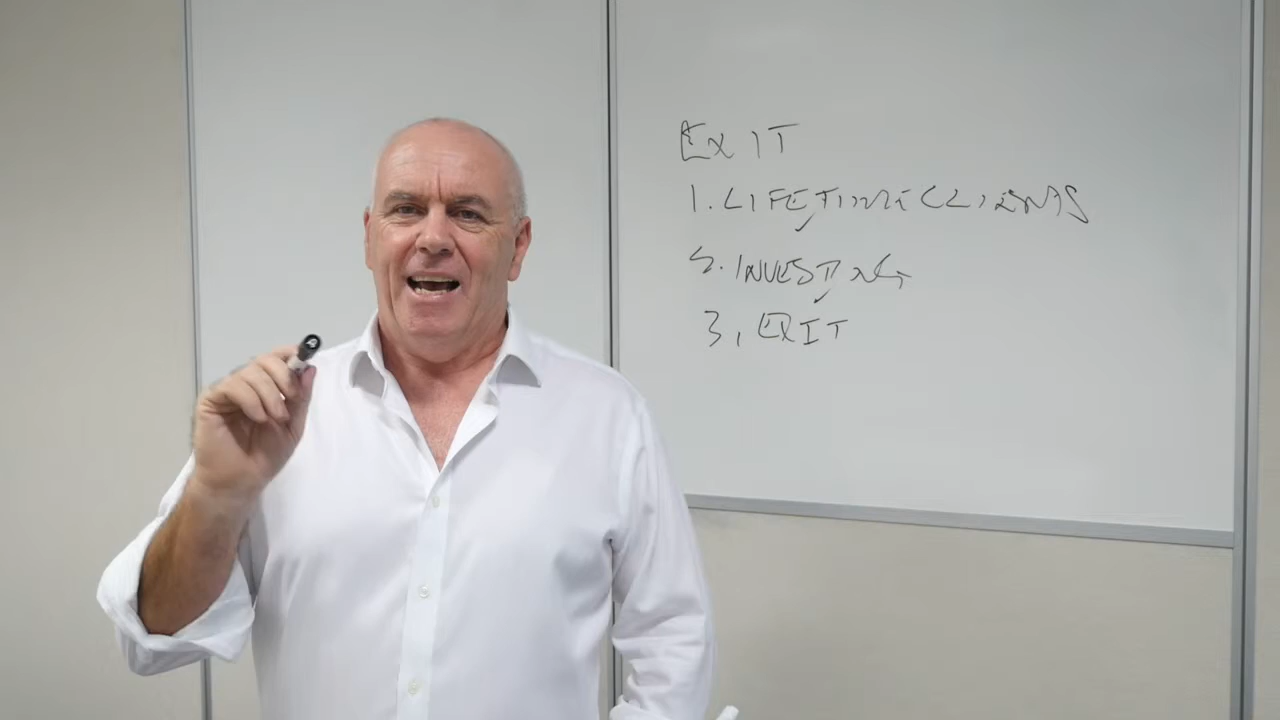 EXIT
1. LIFETIME CLIENTS
2. INVESTING
3. EXIT